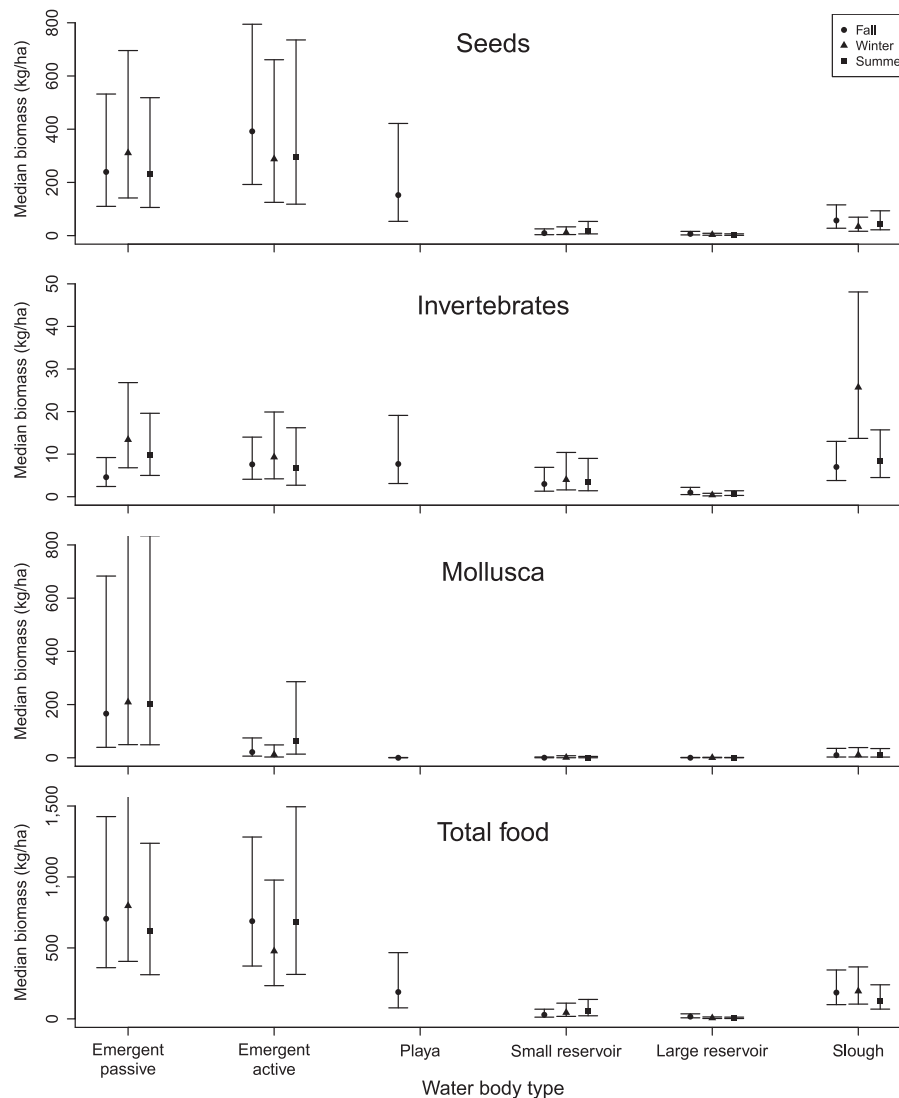 Seeds
Fall
Winter
Summe
Median biomass (kg/ha)
800
600
400
200
0
Invertebrates
Median biomass (kg/ha)
50
40
30
20
10
0
Mollusca
Median biomass (kg/ha)
800
600
400
200
0
Total food
Median biomass (kg/ha)
1,500
1,000
500
0
Emergent passive
Emergent active
Playa
Small reservoir
Large reservoir
Slough
Water body type